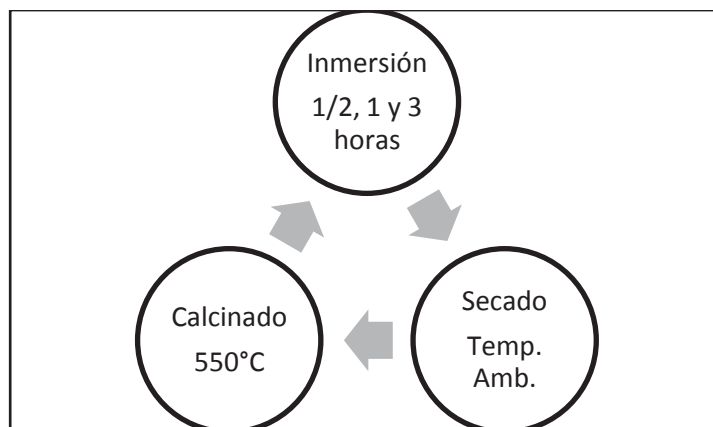 Inmersión
1/2, 1 y 3
horas
Secado
Temp.
Amb.
Calcinado
550°C